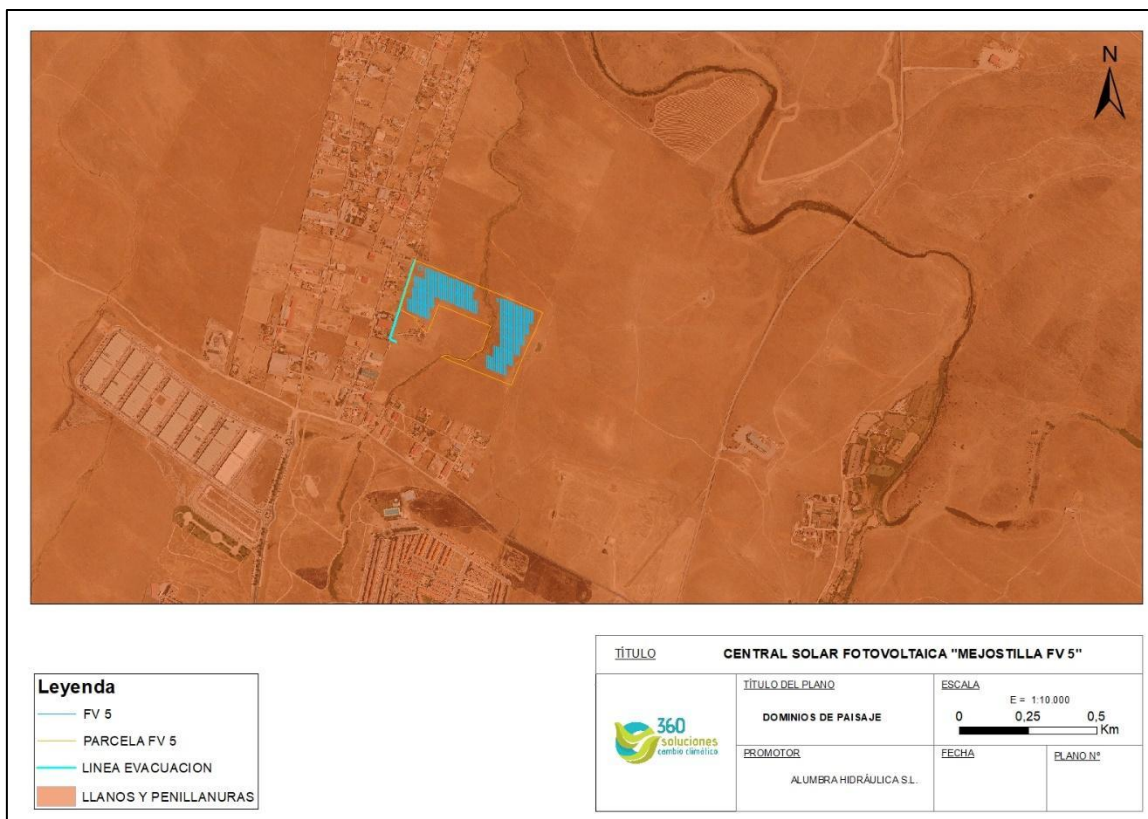 N
Leyenda
FV 5
PARCELA FV 5
LINEA EVACUACION
LLANOS Y PENILLANURAS
TÍTULO
CENTRAL SOLAR FOTOVOLTAICA "MEJOSTILLA FV 5"
360
soluciones
cambio climático
TÍTULO DEL PLANO
DOMINIOS DE PAISAJE
ESCALA
E = 1:10.000
0 0,25 0,5
Km
PROMOTOR
ALUMBRA HIDRÁULICA S.L.
FECHA
PLANO Nº